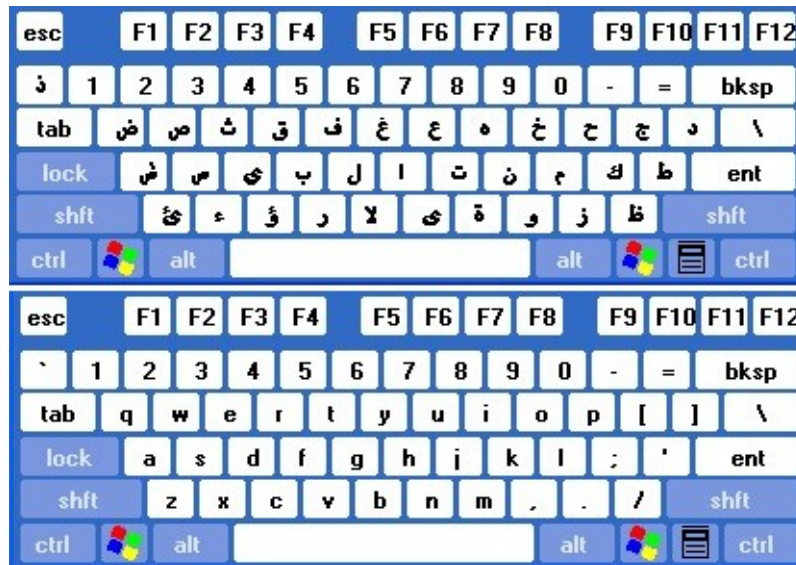 esc F1 F2 F3 F4 F5 F6 F7 F8 F9 F10 F11 F12
ذ 1 2 3 4 5 6 7 8 9 0 - = bksp
tab ض ص ث ق ف غ ع ه خ ح ج د \
lock ش س ي ب ل ا ت ن م ك ط ent
shft ئ ء ؤ ر لا ى ة و ز ظ shft
ctrl alt alt ctrl
esc F1 F2 F3 F4 F5 F6 F7 F8 F9 F10 F11 F12
` 1 2 3 4 5 6 7 8 9 0 - = bksp
tab q w e r t y u i o p [ ] \
lock a s d f g h j k l ; ' ent
shft z x c v b n m , . / shft
ctrl alt alt ctrl